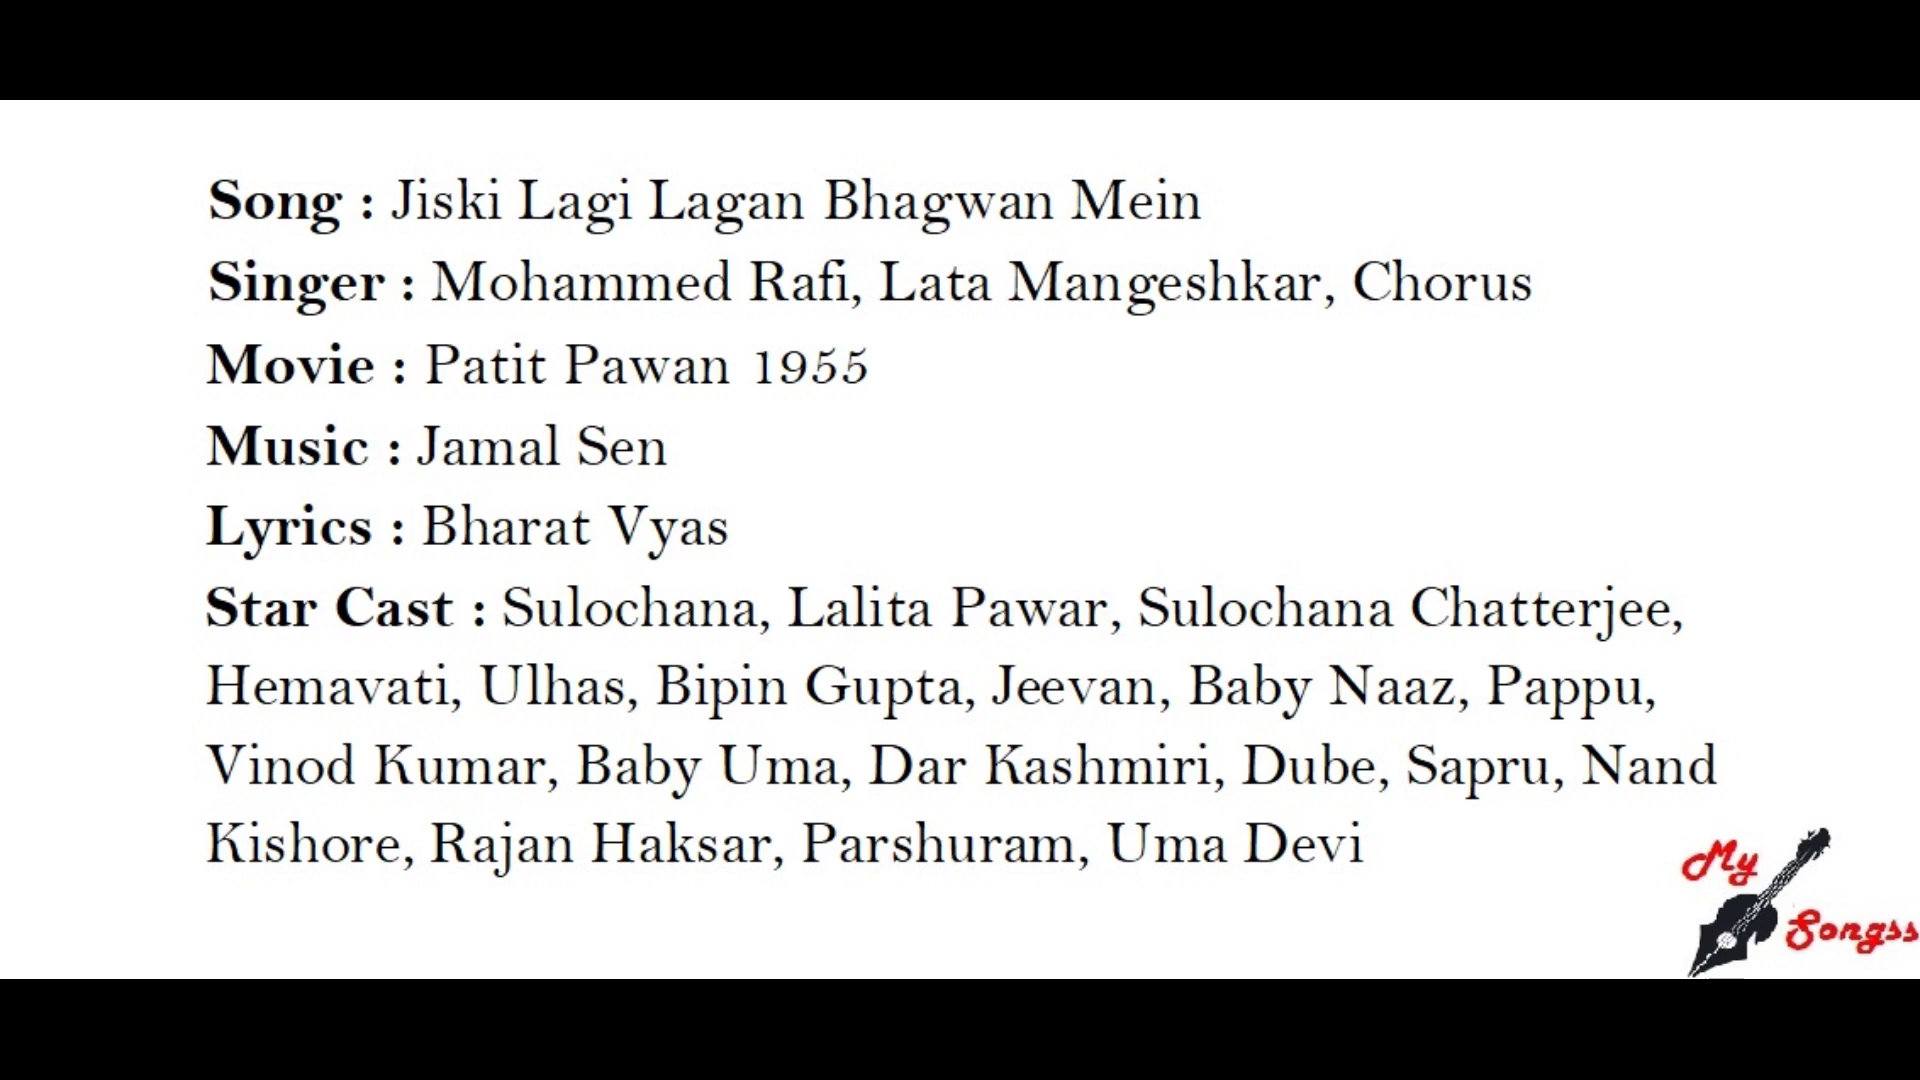 Song : Jiski Lagi Lagan Bhagwan Mein
Singer : Mohammed Rafi, Lata Mangeshkar, Chorus
Movie : Patit Pawan 1955
Music : Jamal Sen
Lyrics : Bharat Vyas
Star Cast : Sulochana, Lalita Pawar, Sulochana Chatterjee,
Hemavati, Ulhas, Bipin Gupta, Jeevan, Baby Naaz, Pappu,
Vinod Kumar, Baby Uma, Dar Kashmiri, Dube, Sapru, Nand
Kishore, Rajan Haksar, Parshuram, Uma Devi
My
Songss